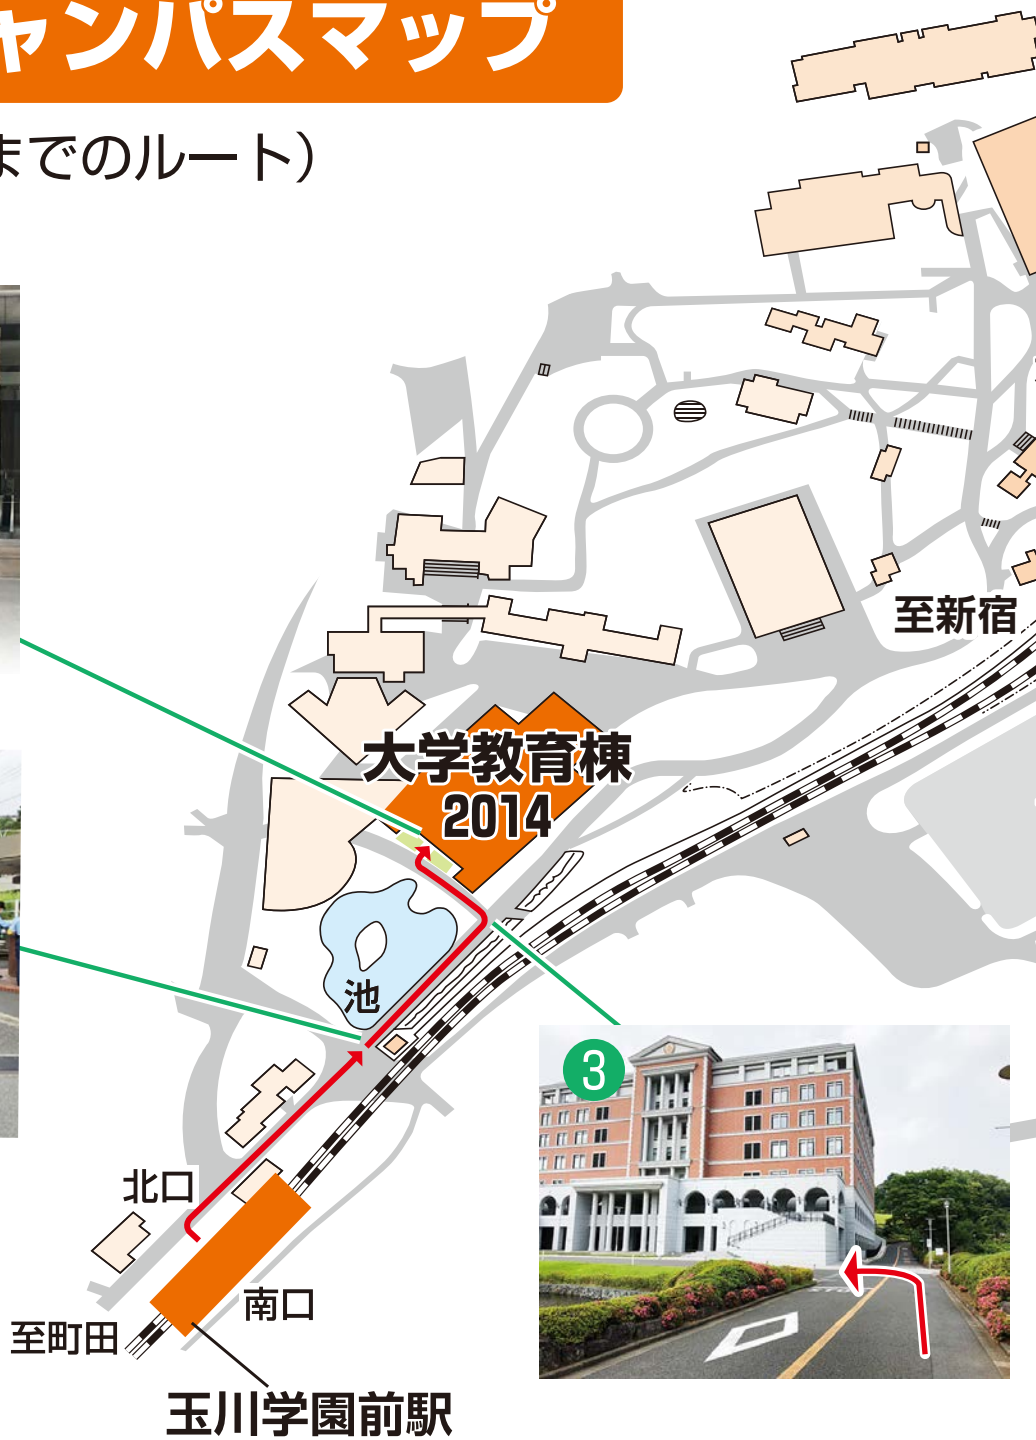 ャンパスマップ
までのルート）
至新宿
大学教育棟
2014
池
3
北口
南口
至町田
玉川学園前駅